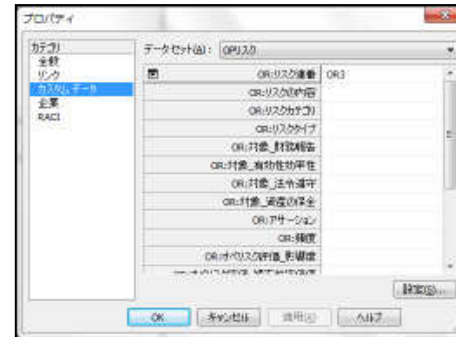 プロパティ
カテゴリ
全般
リンク
カスタム データ
企業
RACI
データセット(A): OPリスク
OR:リスク連番 OR3
OR:リスクの内容
OR:リスクカテゴリ
OR:リスクタイプ
OR:対象_財務報告
OR:対象_有効性効率性
OR:対象_法令遵守
OR:対象_資産の保全
OR:アサーション
OR:頻度
OR:オペリスク評価_影響度
設定(S)...
OK キャンセル 適用(A) ヘルプ